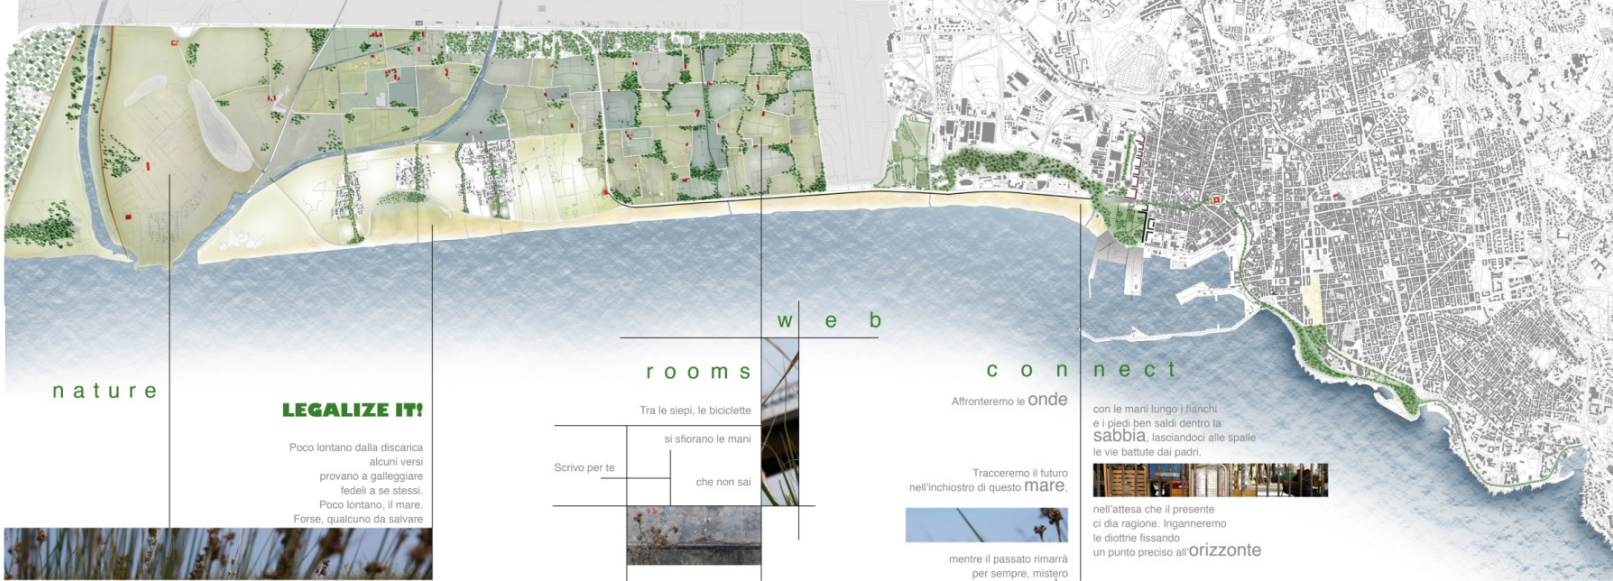 nature
LEGALIZE IT!
Poco lontano dalla discarica
alcuni versi
provano a galleggiare
fedeli a se stessi.
Poco lontano, il mare.
Forse, qualcuno da salvare
web
rooms
Tra le siepi, le biciclette
si sfiorano le mani
Scrivo per te
che non sai
connect
Affronteremo le onde
con le mani lungo i fianchi
e i piedi ben saldi dentro la
sabbia, lasciandoci alle spalle
le vie battute dai padri.
Tracceremo il futuro
nell'inchiostro di questo mare,
nell'attesa che il presente
ci dia ragione. Inganneremo
le diottrie fissando
un punto preciso all'orizzonte
mentre il passato rimarrà
per sempre, mistero